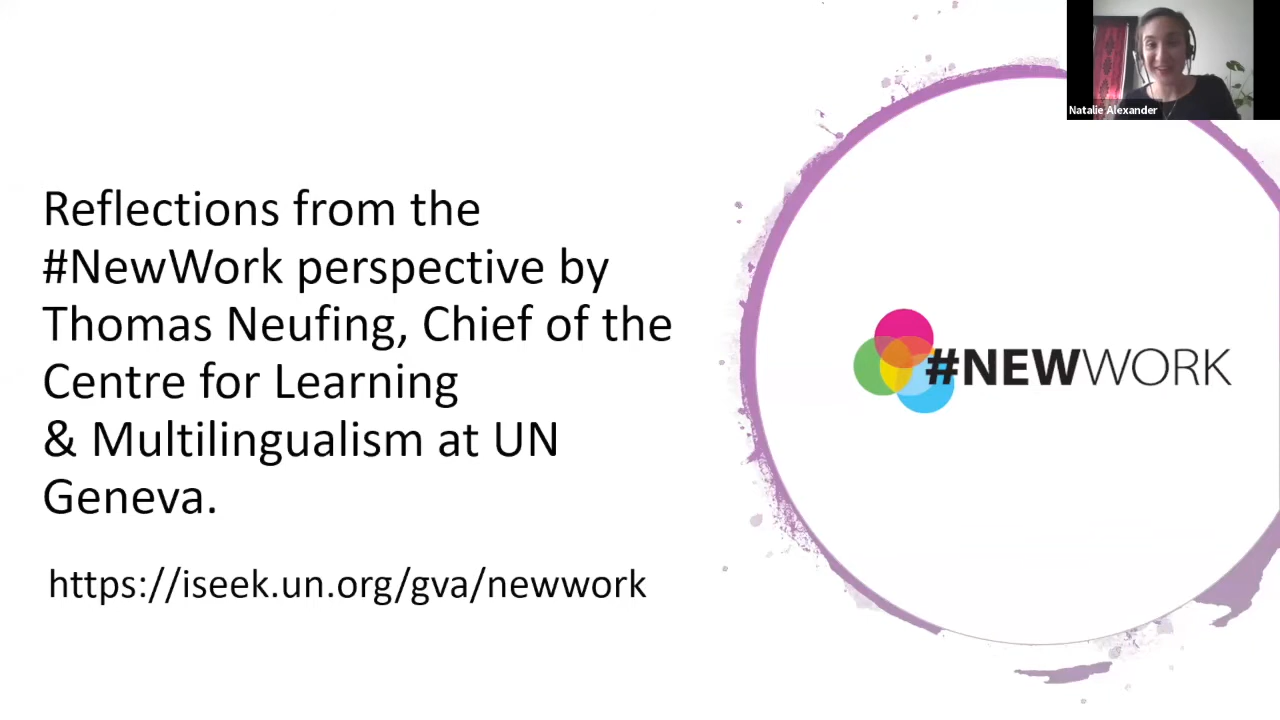 Natalie Alexander
Reflections from the
#NewWork perspective by
Thomas Neufing, Chief of the
Centre for Learning
& Multilingualism at UN
Geneva.
https://iseek.un.org/gva/newwork
#NEWWORK